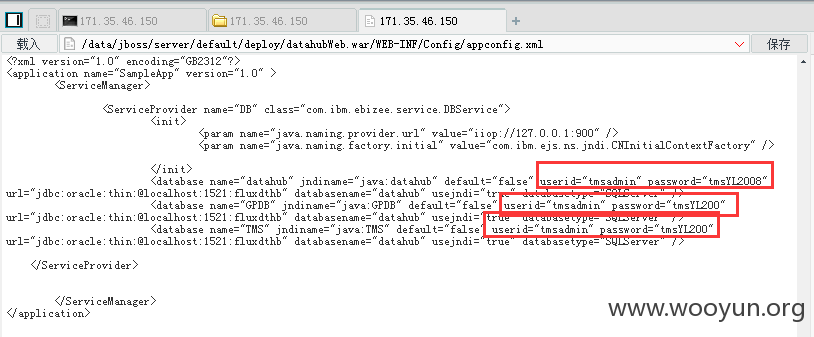 171.35.46.150 171.35.46.150 171.35.46.150
载入 /data/jboss/server/default/deploy/datahubWeb.war/WEB-INF/Config/appconfig.xml 保存
<?xml version="1.0" encoding="GB2312"?>
<application name="SampleApp" version="1.0" >
<ServiceManager>
<ServiceProvider name="DB" class="com.ibm.ebizee.service.DBService">
<init>
<param name="java.naming.provider.url" value="iiop://127.0.0.1:900" />
<param name="java.naming.factory.initial" value="com.ibm.ejs.ns.jndi.CNInitialContextFactory" />
</init>
<database name="datahub" jndiname="java:datahub" default="false" userid="tmsadmin" password="tmsYL2008"
url="jdbc:oracle:thin:@localhost:1521:fluxdthb" databasename="datahub" usejndi="true" databasetype="SQLServer" />
<database name="GPDB" jndiname="java:GPDB" default="false" userid="tmsadmin" password="tmsYL200"
url="jdbc:oracle:thin:@localhost:1521:fluxdthb" databasename="datahub" usejndi="true" databasetype="SQLServer" />
<database name="TMS" jndiname="java:TMS" default="false" userid="tmsadmin" password="tmsYL200"
url="jdbc:oracle:thin:@localhost:1521:fluxdthb" databasename="datahub" usejndi="true" databasetype="SQLServer" />
</ServiceProvider>
</ServiceManager>
</application>
www.wooyun.org